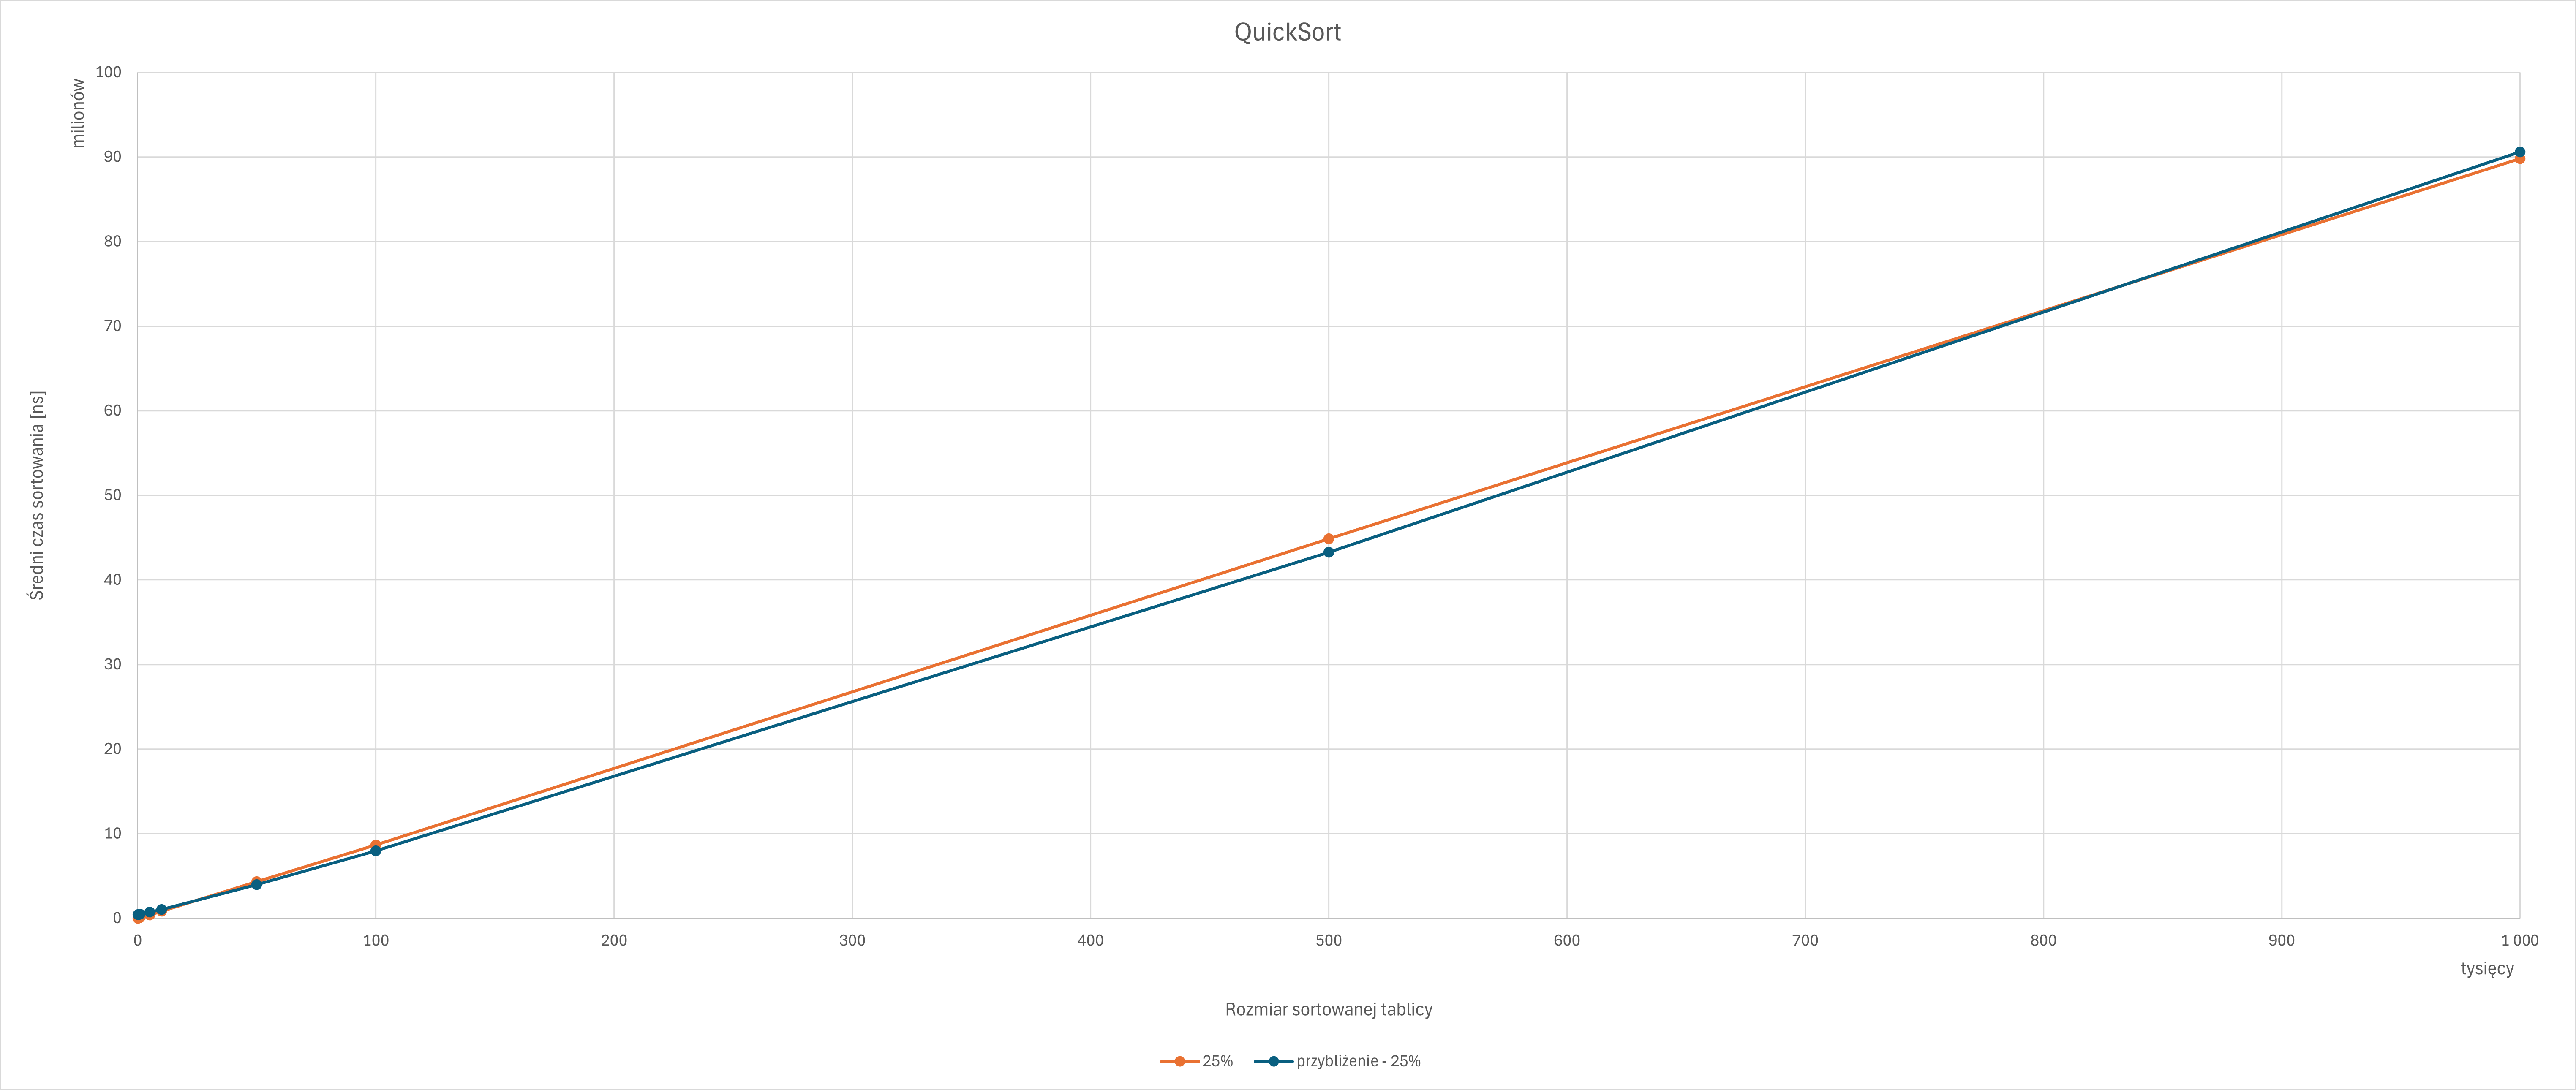 QuickSort
milionów
Średni czas sortowania [ns]
100
90
80
70
60
50
40
30
20
10
0
0 100 200 300 400 500 600 700 800 900 1 000
tysięcy
Rozmiar sortowanej tablicy
25% przybliżenie - 25%